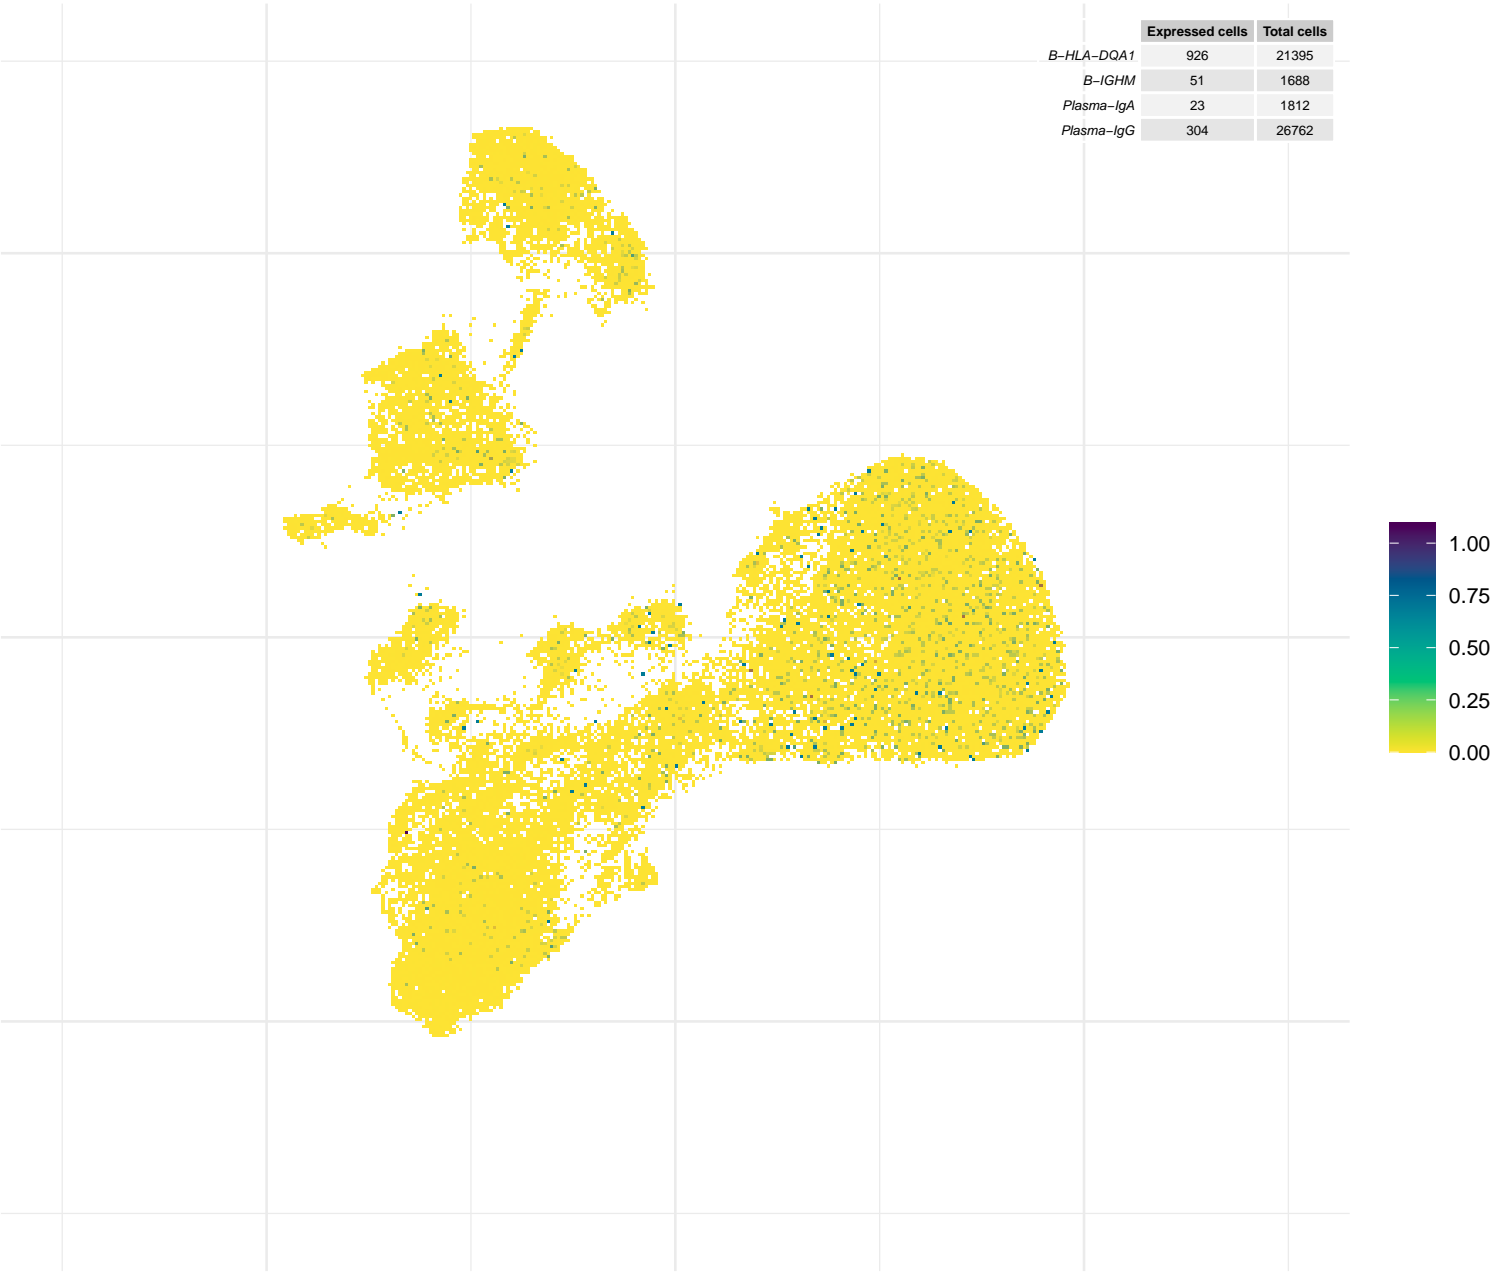 Expressed cells Total cells
B−HLA−DQA1 926 21395
B−IGHM 51 1688
Plasma−IgA 23 1812
Plasma−IgG 304 26762
1.00
0.75
0.50
0.25
0.00